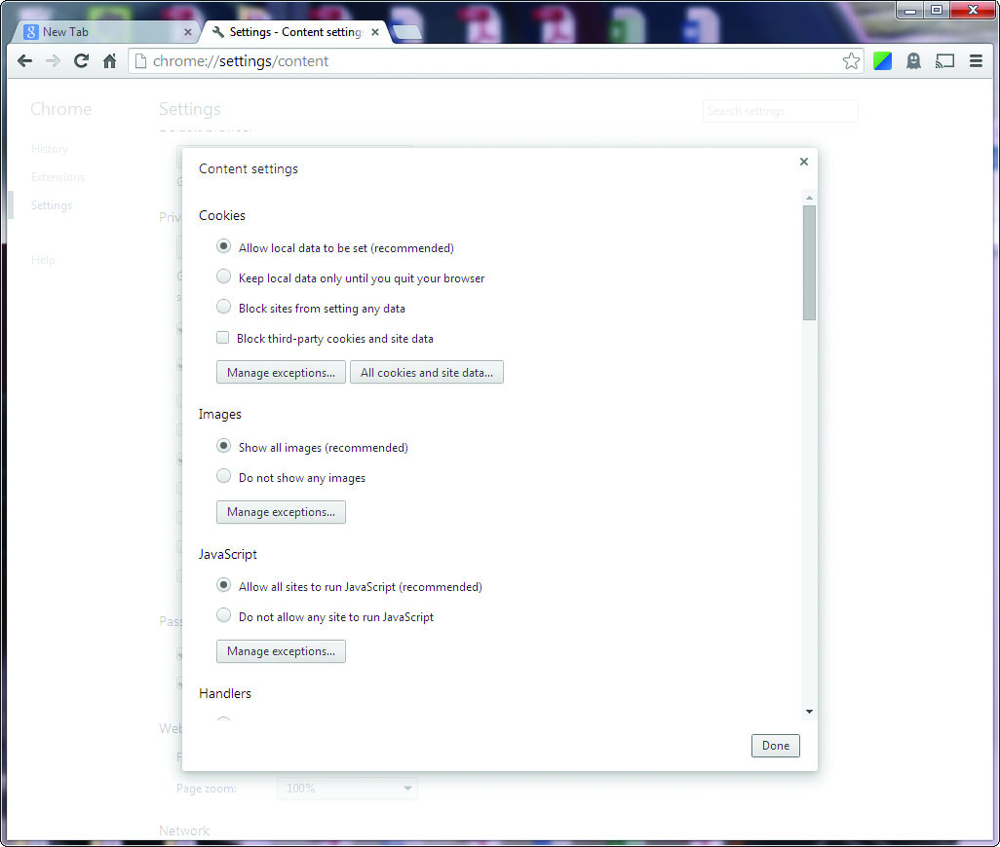 New Tab
Settings - Content setting
chrome://settings/content
Chrome
Settings
Search settings
History
Extensions
Settings
Help
Content settings
Cookies
Allow local data to be set (recommended)
Keep local data only until you quit your browser
Block sites from setting any data
Block third-party cookies and site data
Manage exceptions... All cookies and site data...
Images
Show all images (recommended)
Do not show any images
Manage exceptions...
JavaScript
Allow all sites to run JavaScript (recommended)
Do not allow any site to run JavaScript
Manage exceptions...
Handlers
Done
Page zoom: 100%
Network